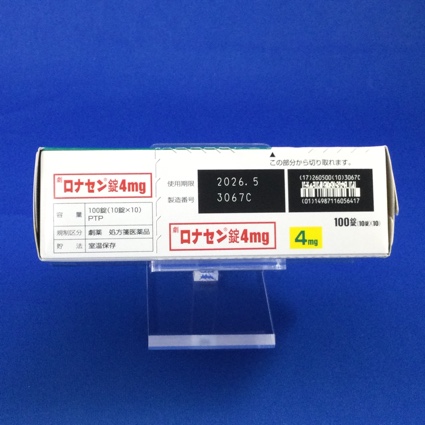 劇 ロナセン®錠4mg
容量 100錠(10錠×10)
PTP
規制区分 劇薬 処方箋医薬品
貯法 室温保存
使用期限 2026.5
製造番号 3067C
この部分から切り取れます。
(17)260500(10)3067C
(01)14987116056417
劇 ロナセン®錠4mg
4mg
100錠(10錠×10)